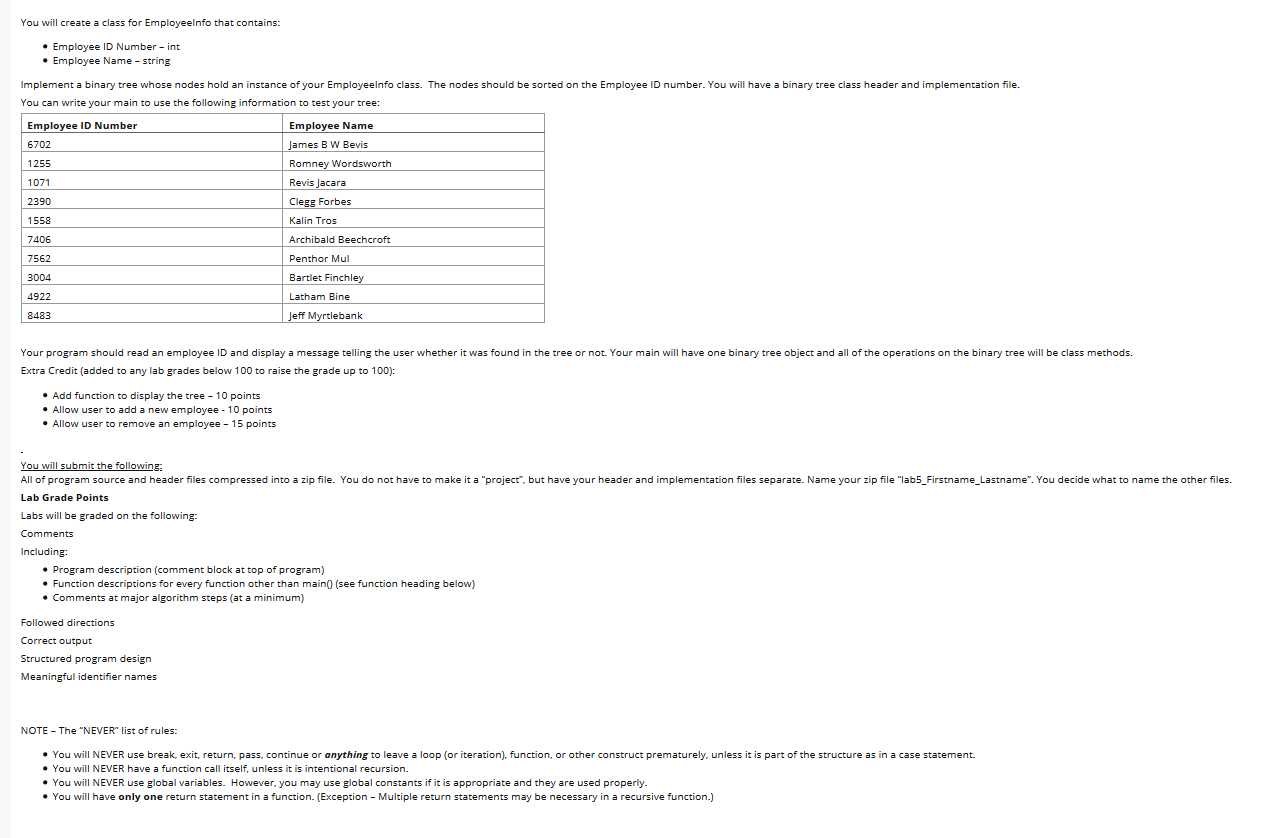 You will create a class for EmployeeInfo that contains:
• Employee ID Number – int
• Employee Name – string
Implement a binary tree whose nodes hold an instance of your EmployeeInfo class. The nodes should be sorted on the Employee ID number. You will have a binary tree class header and implementation file.
You can write your main to use the following information to test your tree:
Employee ID Number Employee Name
6702 James B W Bevis
1255 Romney Wordsworth
1071 Revis Jacara
2390 Clegg Forbes
1558 Kalin Tros
7406 Archibald Beechcroft
7562 Penthor Mul
3004 Bartlet Finchley
4922 Latham Bine
8483 Jeff Myrtlebank
Your program should read an employee ID and display a message telling the user whether it was found in the tree or not. Your main will have one binary tree object and all of the operations on the binary tree will be class methods.
Extra Credit (added to any lab grades below 100 to raise the grade up to 100):
• Add function to display the tree – 10 points
• Allow user to add a new employee - 10 points
• Allow user to remove an employee – 15 points
.
You will submit the following:
All of program source and header files compressed into a zip file. You do not have to make it a "project", but have your header and implementation files separate. Name your zip file "lab5_Firstname_Lastname". You decide what to name the other files.
Lab Grade Points
Labs will be graded on the following:
Comments
Including:
• Program description (comment block at top of program)
• Function descriptions for every function other than main() (see function heading below)
• Comments at major algorithm steps (at a minimum)
Followed directions
Correct output
Structured program design
Meaningful identifier names
NOTE – The "NEVER" list of rules:
• You will NEVER use break, exit, return, pass, continue or anything to leave a loop (or iteration), function, or other construct prematurely, unless it is part of the structure as in a case statement.
• You will NEVER have a function call itself, unless it is intentional recursion.
• You will NEVER use global variables. However, you may use global constants if it is appropriate and they are used properly.
• You will have only one return statement in a function. (Exception – Multiple return statements may be necessary in a recursive function.)